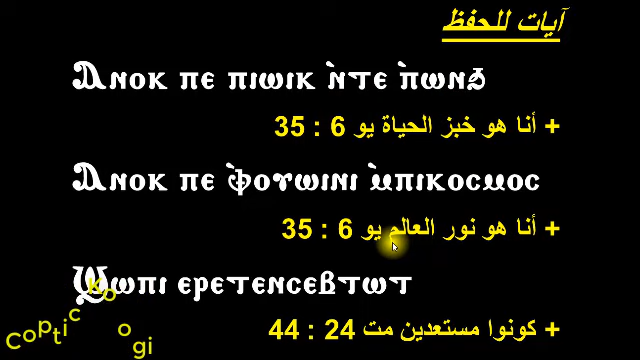 آيات للحفظ
Ⲁⲛⲟⲕ ⲡⲉ ⲡⲓⲱⲓⲕ ⲛ̀ⲧⲉ ⲡ̀ⲱⲛϧ
+ أنا هو خبز الحياة يو 6 : 35
Ⲁⲛⲟⲕ ⲡⲉ ⲫ̀ⲟⲩⲱⲓⲛⲓ ⲙ̀ⲡⲓⲕⲟⲥⲙⲟⲥ
+ أنا هو نور العالم يو 6 : 35
Ϣⲱⲡⲓ ⲉⲣⲉⲧⲉⲛⲥⲉⲃⲧⲱⲧ
+ كونوا مستعدين مت 24 : 44
Coptic